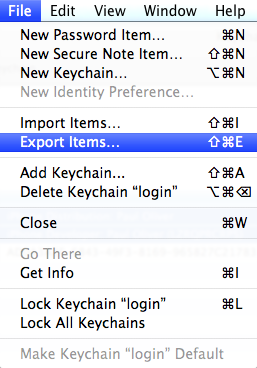 File Edit View Window Help
New Password Item... ⌘N
New Secure Note Item... ⇧⌘N
New Keychain... ⌥⌘N
New Identity Preference...
Import Items... ⇧⌘I
Export Items... ⇧⌘E
Add Keychain... ⇧⌘A
Delete Keychain “login” ⌥⌘⌫
Close ⌘W
Go There
Get Info ⌘I
Lock Keychain “login” ⌘L
Lock All Keychains
Make Keychain “login” Default